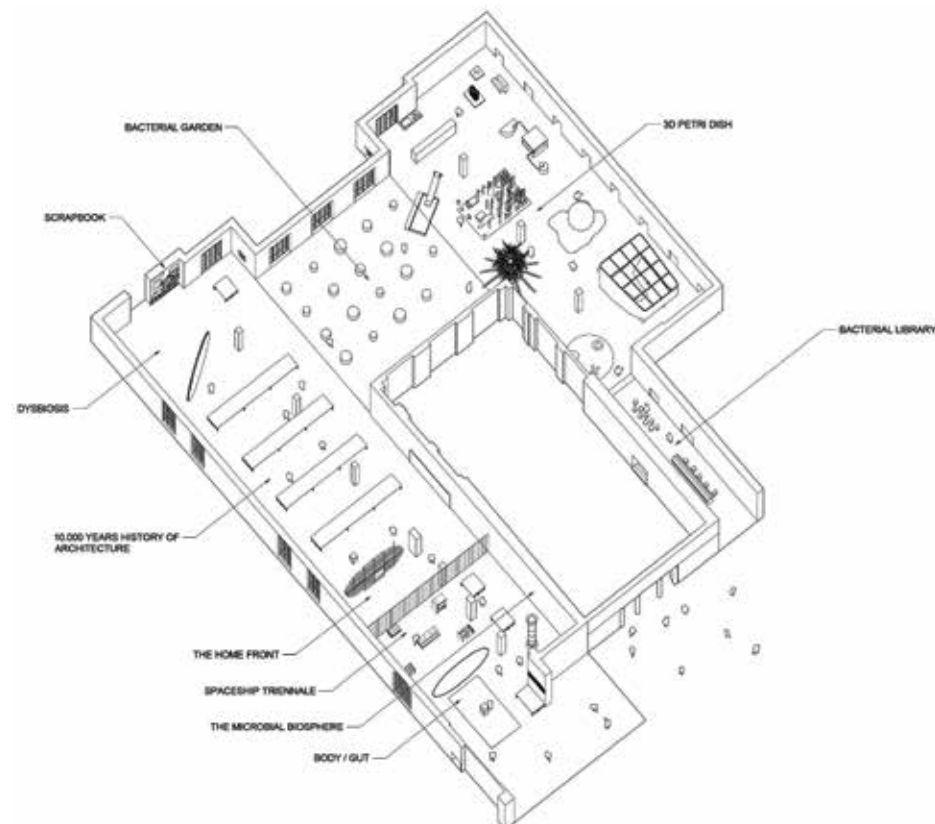 BACTERIAL GARDEN
3D PETRI DISH
SCRAPBOOK
BACTERIAL LIBRARY
DYSBIOSIS
10.000 YEARS HISTORY OF
ARCHITECTURE
THE HOME FRONT
SPACESHIP TRIENNALE
THE MICROBIAL BIOSPHERE
BODY / GUT